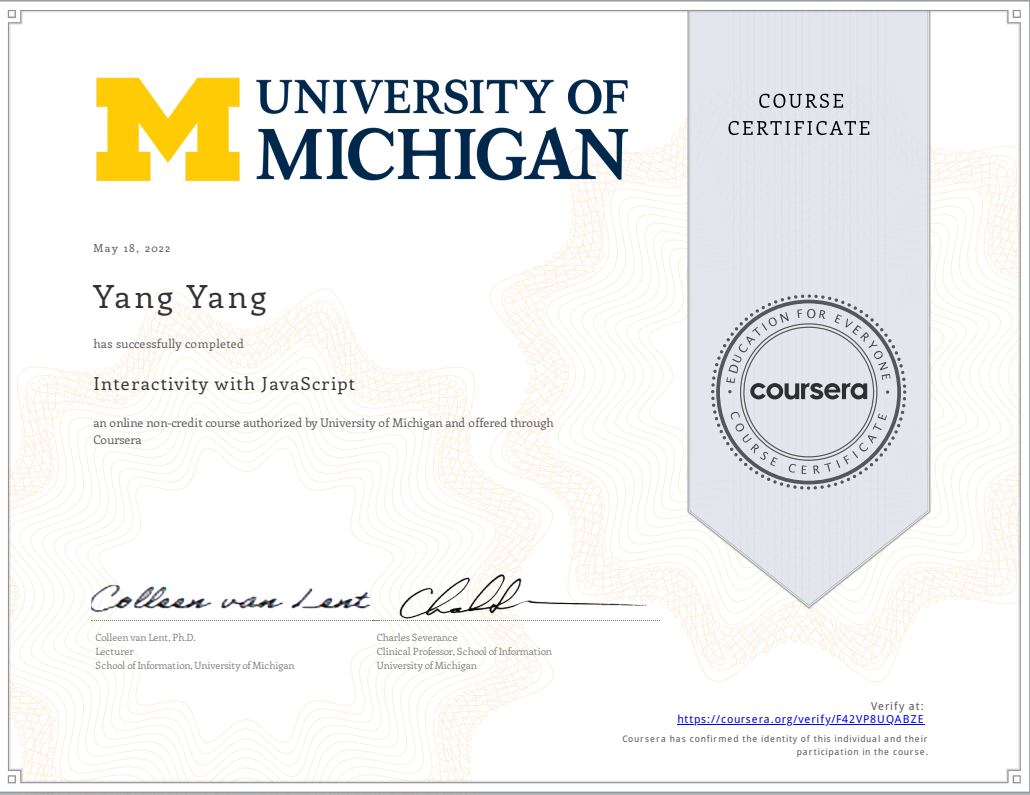 UNIVERSITY OF
MICHIGAN
COURSE
CERTIFICATE
May 18, 2022
Yang Yang
has successfully completed
Interactivity with JavaScript
an online non-credit course authorized by University of Michigan and offered through
Coursera
EDUCATION FOR EVERYONE
coursera
COURSE CERTIFICATE
Colleen van Lent
Colleen van Lent, Ph.D.
Lecturer
School of Information, University of Michigan
Charles Severance
Clinical Professor, School of Information
University of Michigan
Verify at:
https://coursera.org/verify/F42VP8UQABZE
Coursera has confirmed the identity of this individual and their
participation in the course.